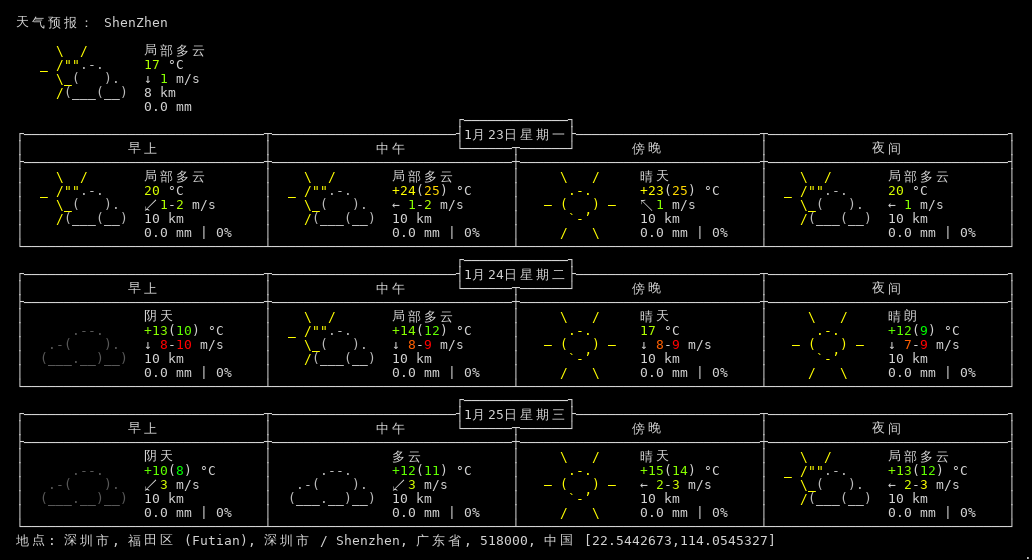 天气预报： ShenZhen
局部多云
17 °C
↓ 1 m/s
8 km
0.0 mm
1月23日星期一
早上 中午 傍晚 夜间
局部多云 局部多云 晴天 局部多云
20 °C +24(25) °C +23(25) °C 20 °C
↙ 1-2 m/s ← 1-2 m/s ↖ 1 m/s ← 1 m/s
10 km 10 km 10 km 10 km
0.0 mm | 0% 0.0 mm | 0% 0.0 mm | 0% 0.0 mm | 0%
1月24日星期二
早上 中午 傍晚 夜间
阴天 局部多云 晴天 晴朗
+13(10) °C +14(12) °C 17 °C +12(9) °C
↓ 8-10 m/s ↓ 8-9 m/s ↓ 8-9 m/s ↓ 7-9 m/s
10 km 10 km 10 km 10 km
0.0 mm | 0% 0.0 mm | 0% 0.0 mm | 0% 0.0 mm | 0%
1月25日星期三
早上 中午 傍晚 夜间
阴天 多云 晴天 局部多云
+10(8) °C +12(11) °C +15(14) °C +13(12) °C
↙ 3 m/s ↙ 3 m/s ← 2-3 m/s ← 2-3 m/s
10 km 10 km 10 km 10 km
0.0 mm | 0% 0.0 mm | 0% 0.0 mm | 0% 0.0 mm | 0%
地点: 深圳市, 福田区 (Futian), 深圳市 / Shenzhen, 广东省, 518000, 中国 [22.5442673,114.0545327]